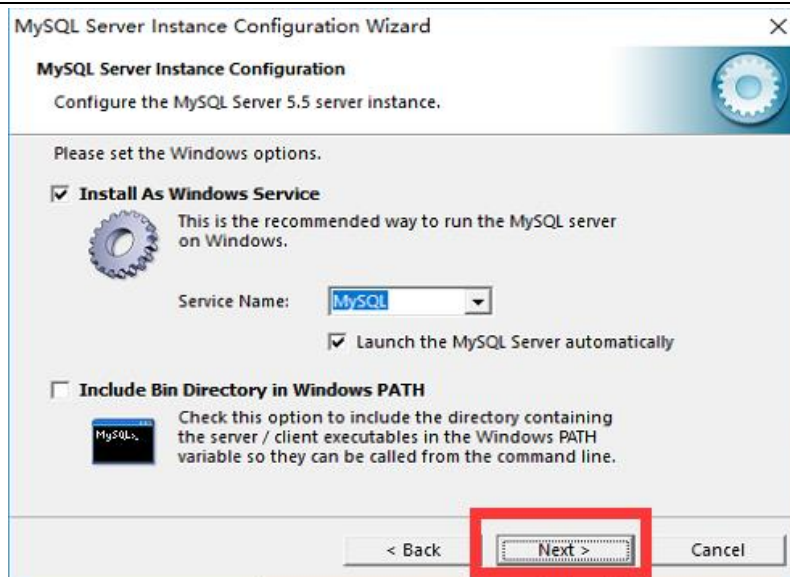 MySQL Server Instance Configuration Wizard
MySQL Server Instance Configuration
Configure the MySQL Server 5.5 server instance.
Please set the Windows options.
Install As Windows Service
This is the recommended way to run the MySQL server
on Windows.
Service Name: MySQL
Launch the MySQL Server automatically
Include Bin Directory in Windows PATH
MySQL>_
Check this option to include the directory containing
the server / client executables in the Windows PATH
variable so they can be called from the command line.
< Back Next > Cancel